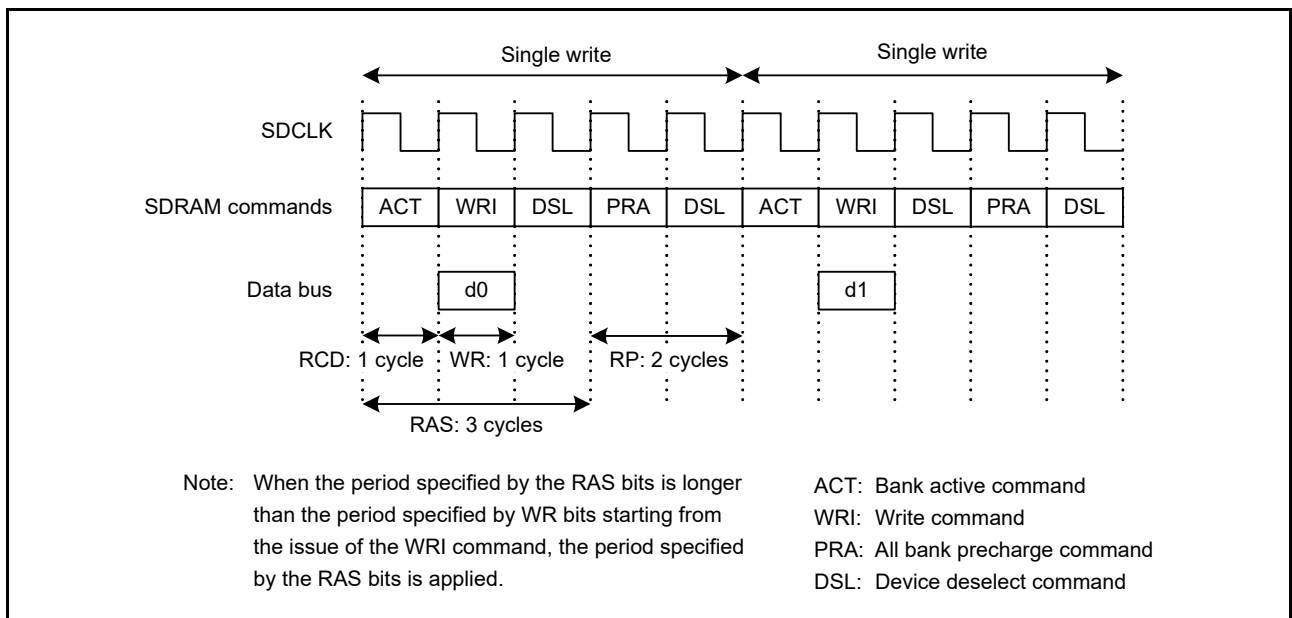 Single write Single write
SDCLK
SDRAM commands ACT WRI DSL PRA DSL ACT WRI DSL PRA DSL
Data bus d0 d1
RCD: 1 cycle WR: 1 cycle RP: 2 cycles
RAS: 3 cycles
Note: When the period specified by the RAS bits is longer
than the period specified by WR bits starting from
the issue of the WRI command, the period specified
by the RAS bits is applied.
ACT: Bank active command
WRI: Write command
PRA: All bank precharge command
DSL: Device deselect command